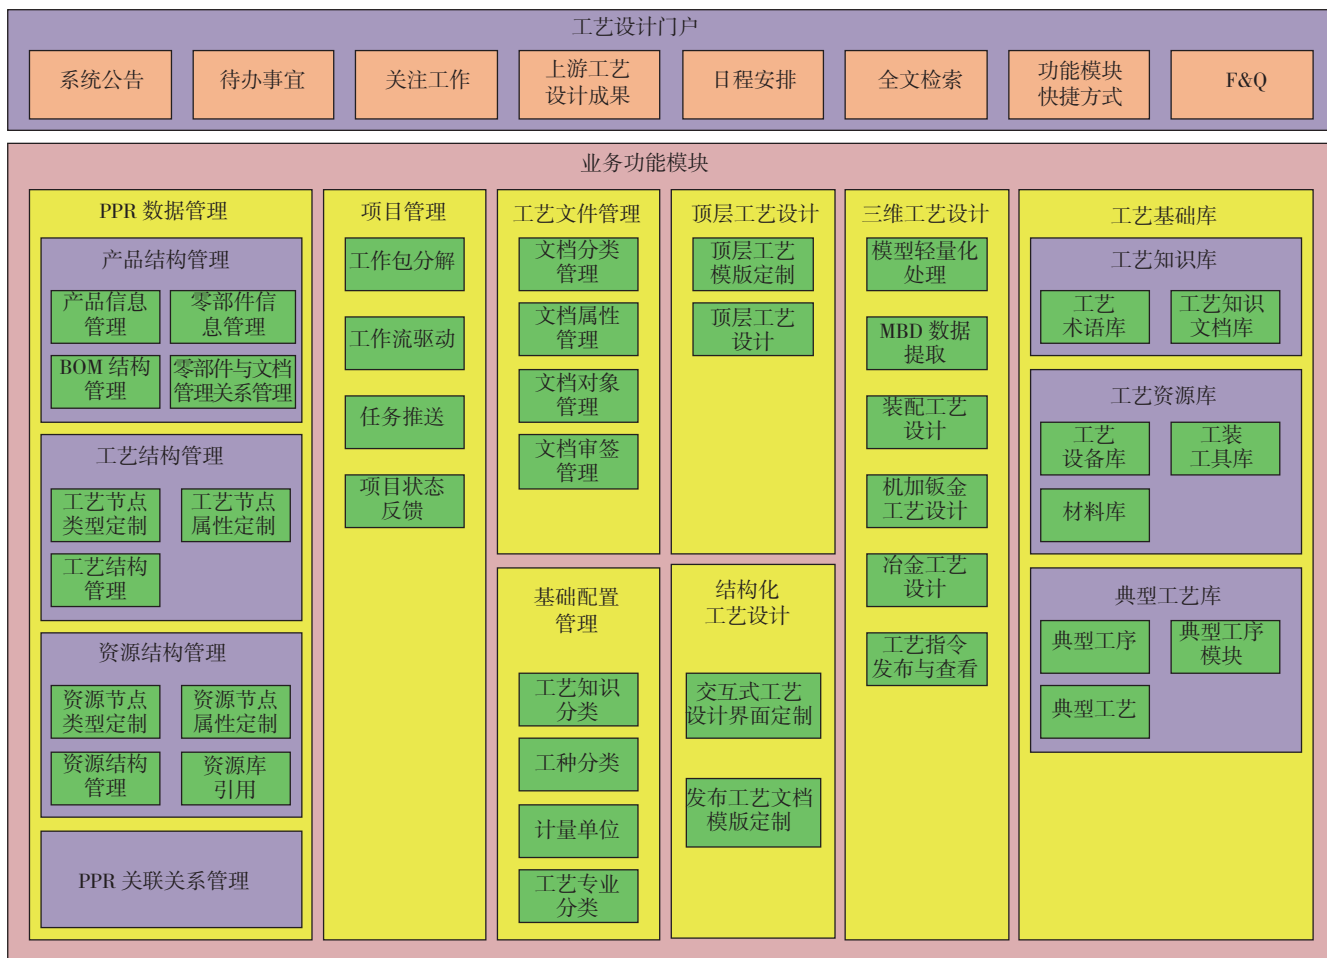 工艺设计门户
系统公告
待办事宜
关注工作
上游工艺
设计成果
日程安排
全文检索
功能模块
快捷方式
F&Q
业务功能模块
PPR 数据管理
产品结构管理
产品信息
管理
零部件信
息管理
BOM 结构
管理
零部件与文档
管理关系管理
工艺结构管理
工艺节点
类型定制
工艺节点
属性定制
工艺结构
管理
资源结构管理
资源节点
类型定制
资源节点
属性定制
资源结构
管理
资源库
引用
PPR 关联关系管理
项目管理
工作包分解
工作流驱动
任务推送
项目状态
反馈
工艺文件管理
文档分类
管理
文档属性
管理
文档对象
管理
文档审签
管理
基础配置
管理
工艺知识
分类
工种分类
计量单位
工艺专业
分类
顶层工艺设计
顶层工艺
模版定制
顶层工艺
设计
结构化
工艺设计
交互式工艺
设计界面定制
发布工艺文档
模版定制
三维工艺设计
模型轻量化
处理
MBD 数据
提取
装配工艺
设计
机加钣金
工艺设计
冶金工艺
设计
工艺指令
发布与查看
工艺基础库
工艺知识库
工艺
术语库
工艺知识
文档库
工艺资源库
工艺
设备库
工装
工具库
材料库
典型工艺库
典型工序
典型工序
模块
典型工艺